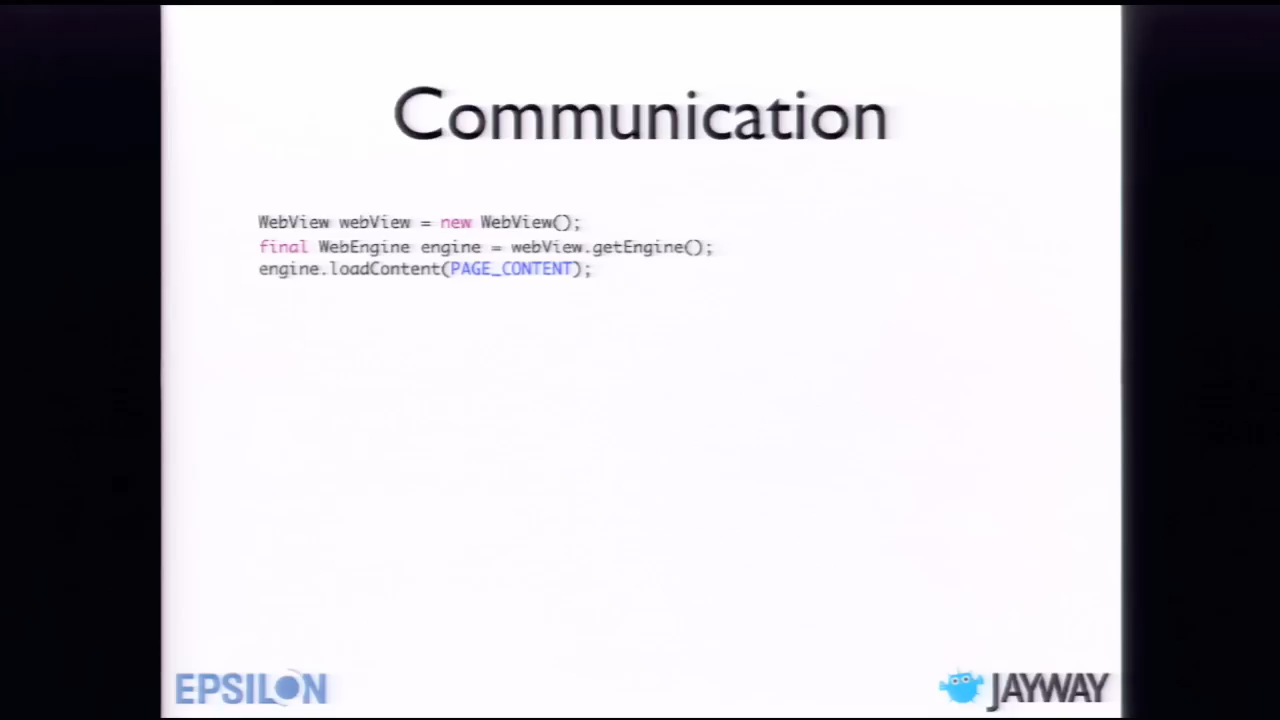 Communication
WebView webView = new WebView();
final WebEngine engine = webView.getEngine();
engine.loadContent(PAGE_CONTENT);
EPSILON
JAYWAY